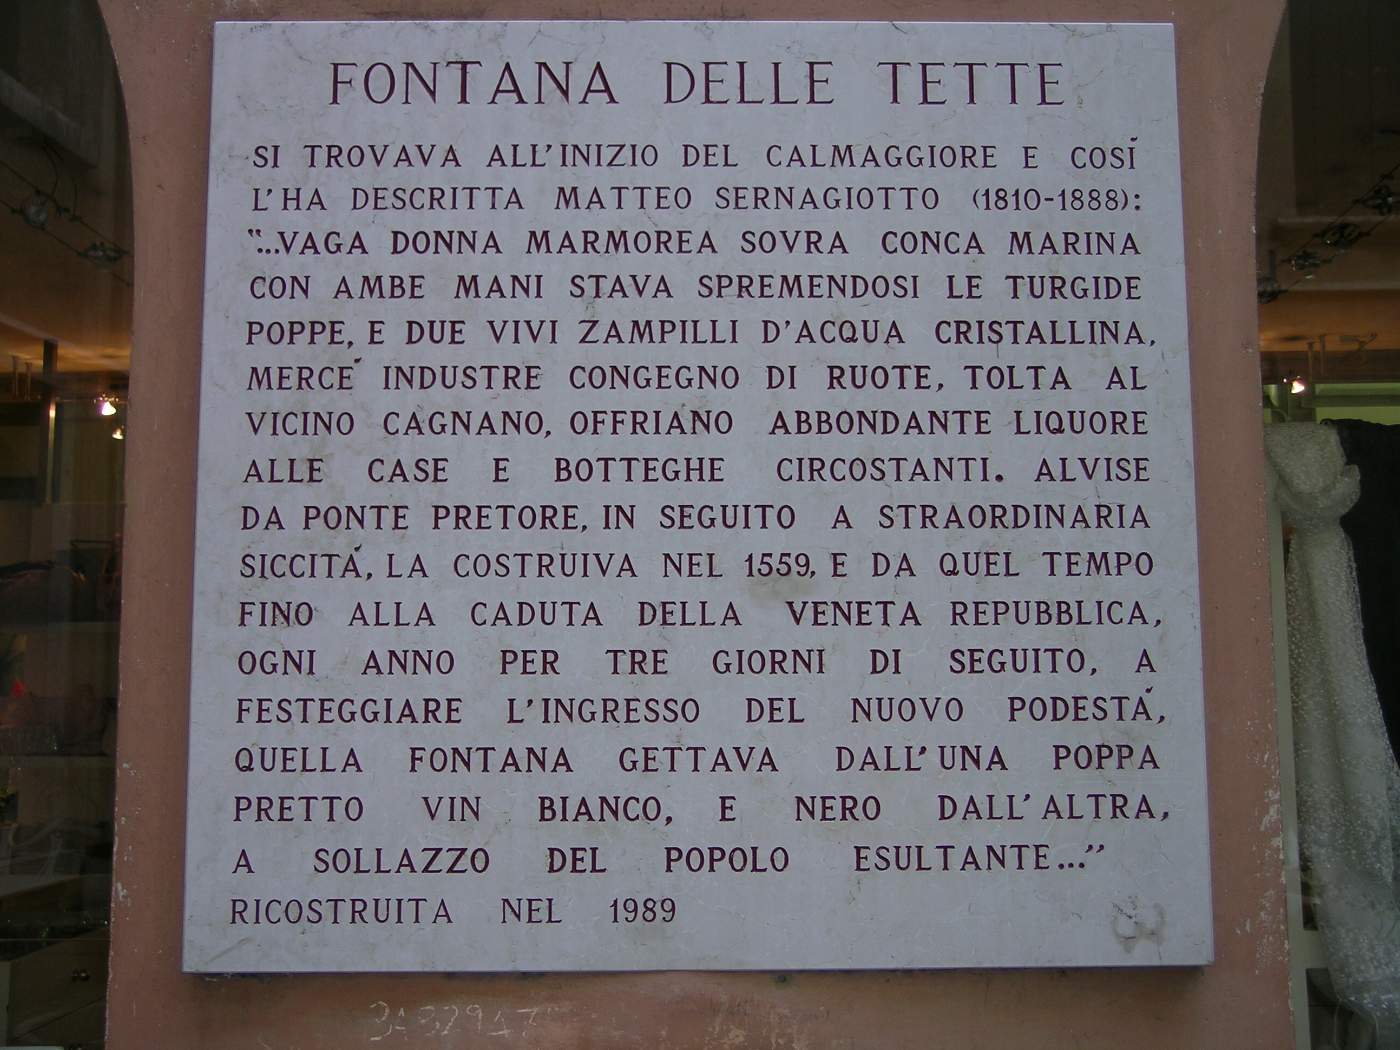 FONTANA DELLE TETTE
SI TROVAVA ALL'INIZIO DEL CALMAGGIORE E COSÍ
L'HA DESCRITTA MATTEO SERNAGIOTTO (1810-1888):
"...VAGA DONNA MARMOREA SOVRA CONCA MARINA
CON AMBE MANI STAVA SPREMENDOSI LE TURGIDE
POPPE, E DUE VIVI ZAMPILLI D'ACQUA CRISTALLINA,
MERCÉ INDUSTRE CONGEGNO DI RUOTE, TOLTA AL
VICINO CAGNANO, OFFRIANO ABBONDANTE LIQUORE
ALLE CASE E BOTTEGHE CIRCOSTANTI. ALVISE
DA PONTE PRETORE, IN SEGUITO A STRAORDINARIA
SICCITÁ, LA COSTRUIVA NEL 1559, E DA QUEL TEMPO
FINO ALLA CADUTA DELLA VENETA REPUBBLICA,
OGNI ANNO PER TRE GIORNI DI SEGUITO, A
FESTEGGIARE L'INGRESSO DEL NUOVO PODESTÁ,
QUELLA FONTANA GETTAVA DALL'UNA POPPA
PRETTO VIN BIANCO, E NERO DALL'ALTRA,
A SOLLAZZO DEL POPOLO ESULTANTE..."
RICOSTRUITA NEL 1989